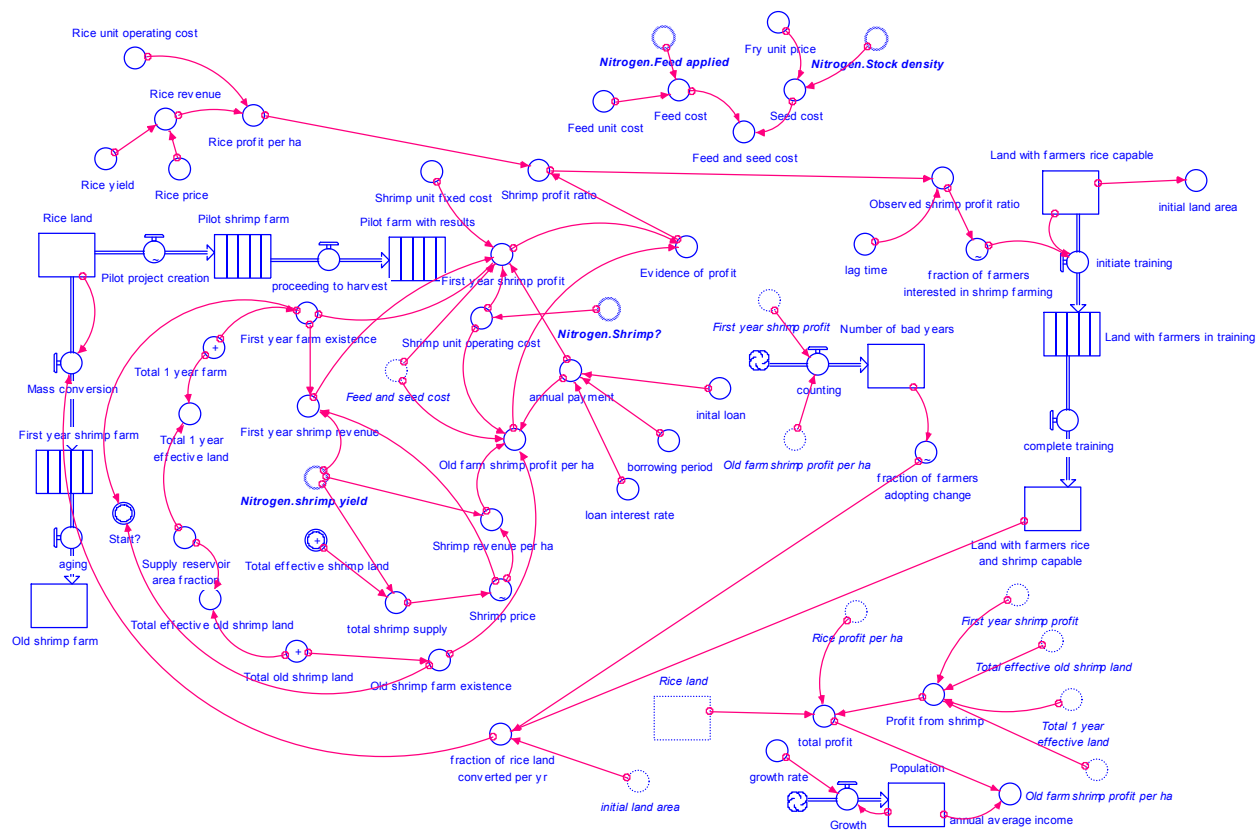 Rice unit operating cost
Fry unit price
Nitrogen.Feed applied
Nitrogen.Stock density
Rice revenue
Feed unit cost
Feed cost
Seed cost
Rice profit per ha
Feed and seed cost
Land with farmers rice capable
Rice yield
Rice price
Shrimp unit fixed cost
Shrimp profit ratio
Observed shrimp profit ratio
initial land area
Rice land
Pilot shrimp farm
Pilot farm with results
Pilot project creation
proceeding to harvest
First year shrimp profit
Evidence of profit
lag time
fraction of farmers
interested in shrimp farming
initiate training
First year farm existence
Shrimp unit operating cost
Nitrogen.Shrimp?
First year shrimp profit
Number of bad years
Land with farmers in training
Total 1 year farm
Mass conversion
Feed and seed cost
annual payment
inital loan
counting
First year shrimp farm
Total 1 year
effective land
First year shrimp revenue
Old farm shrimp profit per ha
borrowing period
Old farm shrimp profit per ha
complete training
fraction of farmers
adopting change
Nitrogen.shrimp yield
loan interest rate
Start?
Shrimp revenue per ha
Land with farmers rice
and shrimp capable
aging
Supply reservoir
area fraction
Total effective shrimp land
Shrimp price
Total effective old shrimp land
total shrimp supply
Old shrimp farm
Rice profit per ha
First year shrimp profit
Total old shrimp land
Old shrimp farm existence
Total effective old shrimp land
Rice land
Profit from shrimp
Total 1 year
effective land
total profit
fraction of rice land
converted per yr
growth rate
Population
initial land area
Old farm shrimp profit per ha
Growth
annual average income